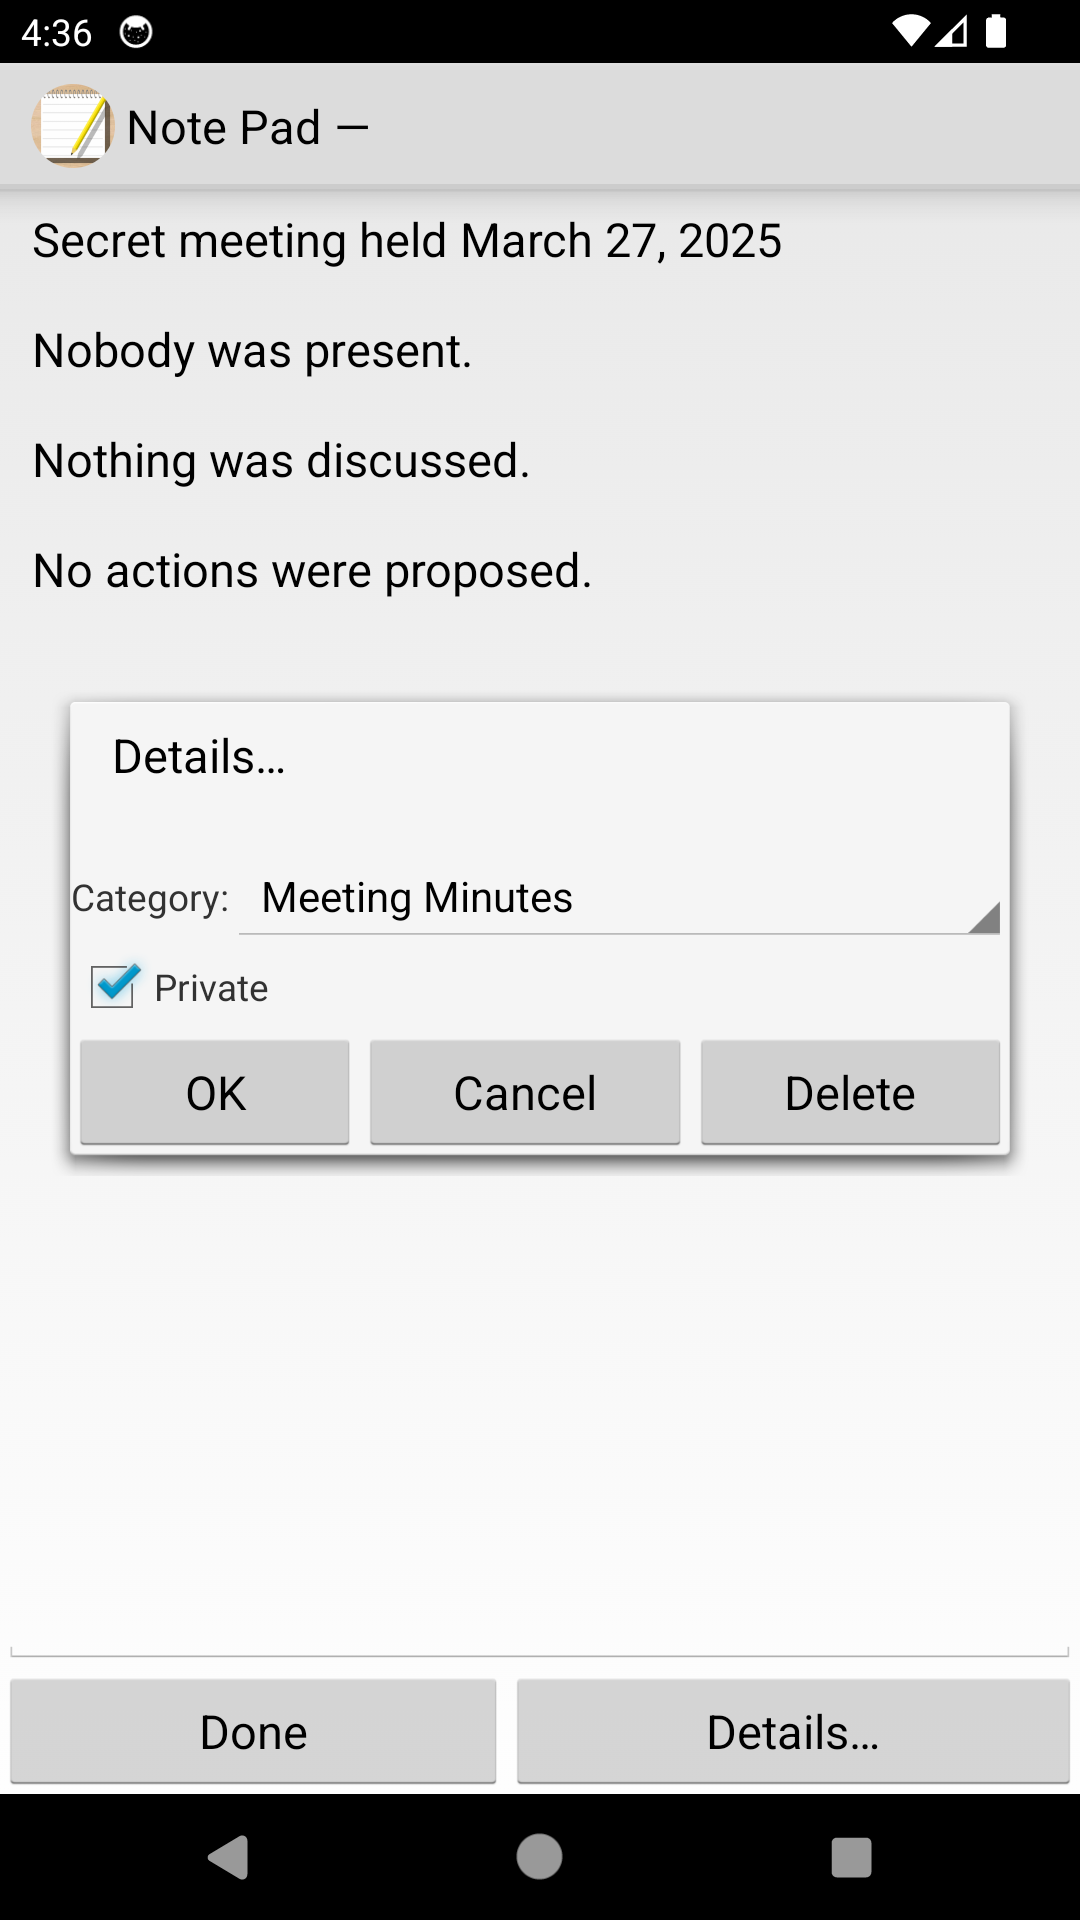 4:36
Note Pad —
Secret meeting held March 27, 2025
Nobody was present.
Nothing was discussed.
No actions were proposed.
Details…
Category: Meeting Minutes
Private
OK Cancel Delete
Done Details…